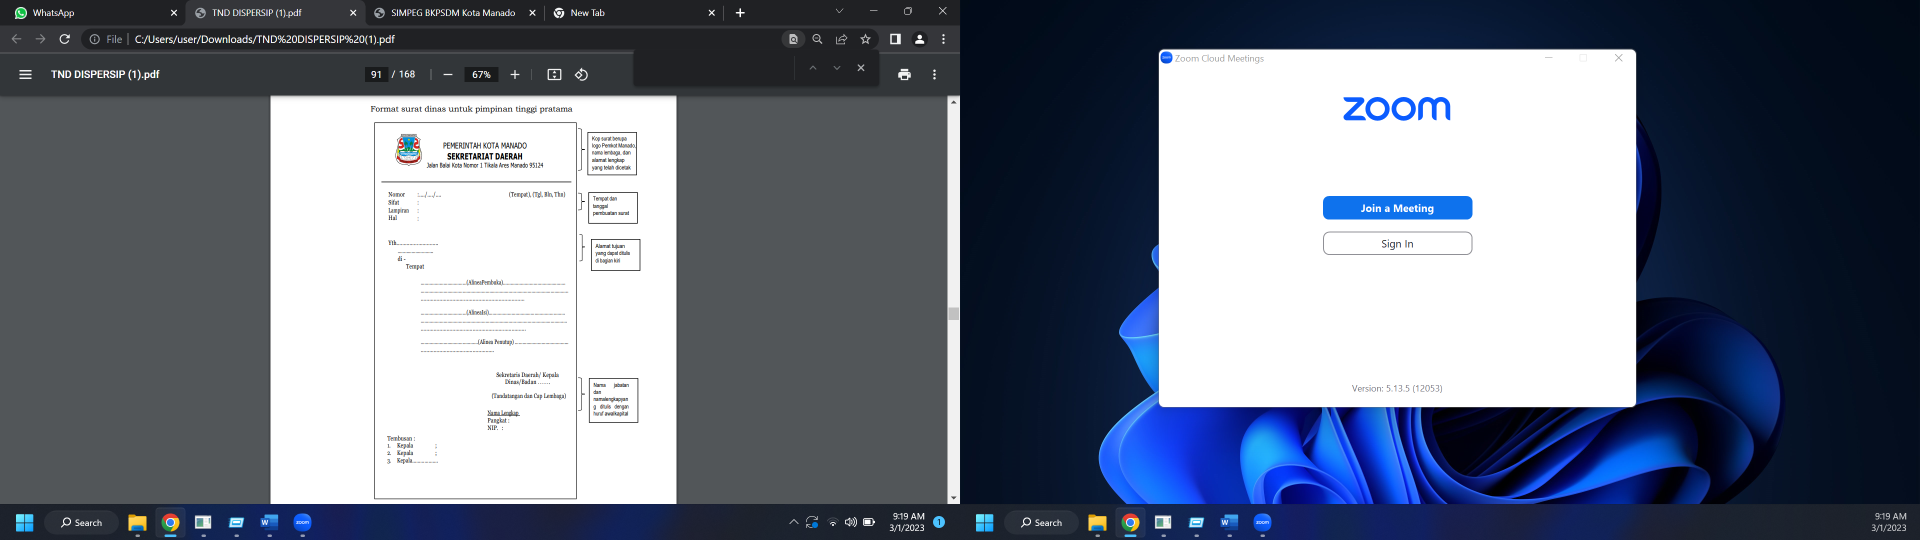 WhatsApp
TND DISPERSIP (1).pdf
SIMPEG BKPSDM Kota Manado
New Tab
File
C:/Users/user/Downloads/TND%20DISPERSIP%20(1).pdf
TND DISPERSIP (1).pdf
91 / 168
67%
Format surat dinas untuk pimpinan tinggi pratama
PEMERINTAH KOTA MANADO
SEKRETARIAT DAERAH
Jalan Balai Kota Nomor 1 Tikala Ares Manado 95124
Kop surat berupa
logo Pemkot Manado,
nama lembaga, dan
alamat lengkap
yang telah dicetak
Nomor :..../..../.... (Tempat), (Tgl, Bln, Thn)
Sifat :
Lampiran :
Hal :
Tempat dan
tanggal
pembuatan surat
Yth............................
........................
di -
Tempat
Alamat tujuan
yang dapat ditulis
di bagian kiri
..............................(AlineaPembuka)..........................................
....................................................................................................
......................................................................
..............................(AlineaIsi)..................................................
....................................................................................................
......................................................................
......................................(Alinea Penutup)....................................
.................................................
Sekretaris Daerah/ Kepala
Dinas/Badan .......
(Tandatangan dan Cap Lembaga)
Nama Lengkap
Pangkat :
NIP. :
Nama jabatan
dan
namalengkapyan
g ditulis dengan
huruf awalkapital
Tembusan :
1. Kepala ;
2. Kepala ;
3. Kepala..................
Search
zoom
9:19 AM
3/1/2023
1
Zoom Cloud Meetings
zoom
Join a Meeting
Sign In
Version: 5.13.5 (12053)
Search
zoom
9:19 AM
3/1/2023